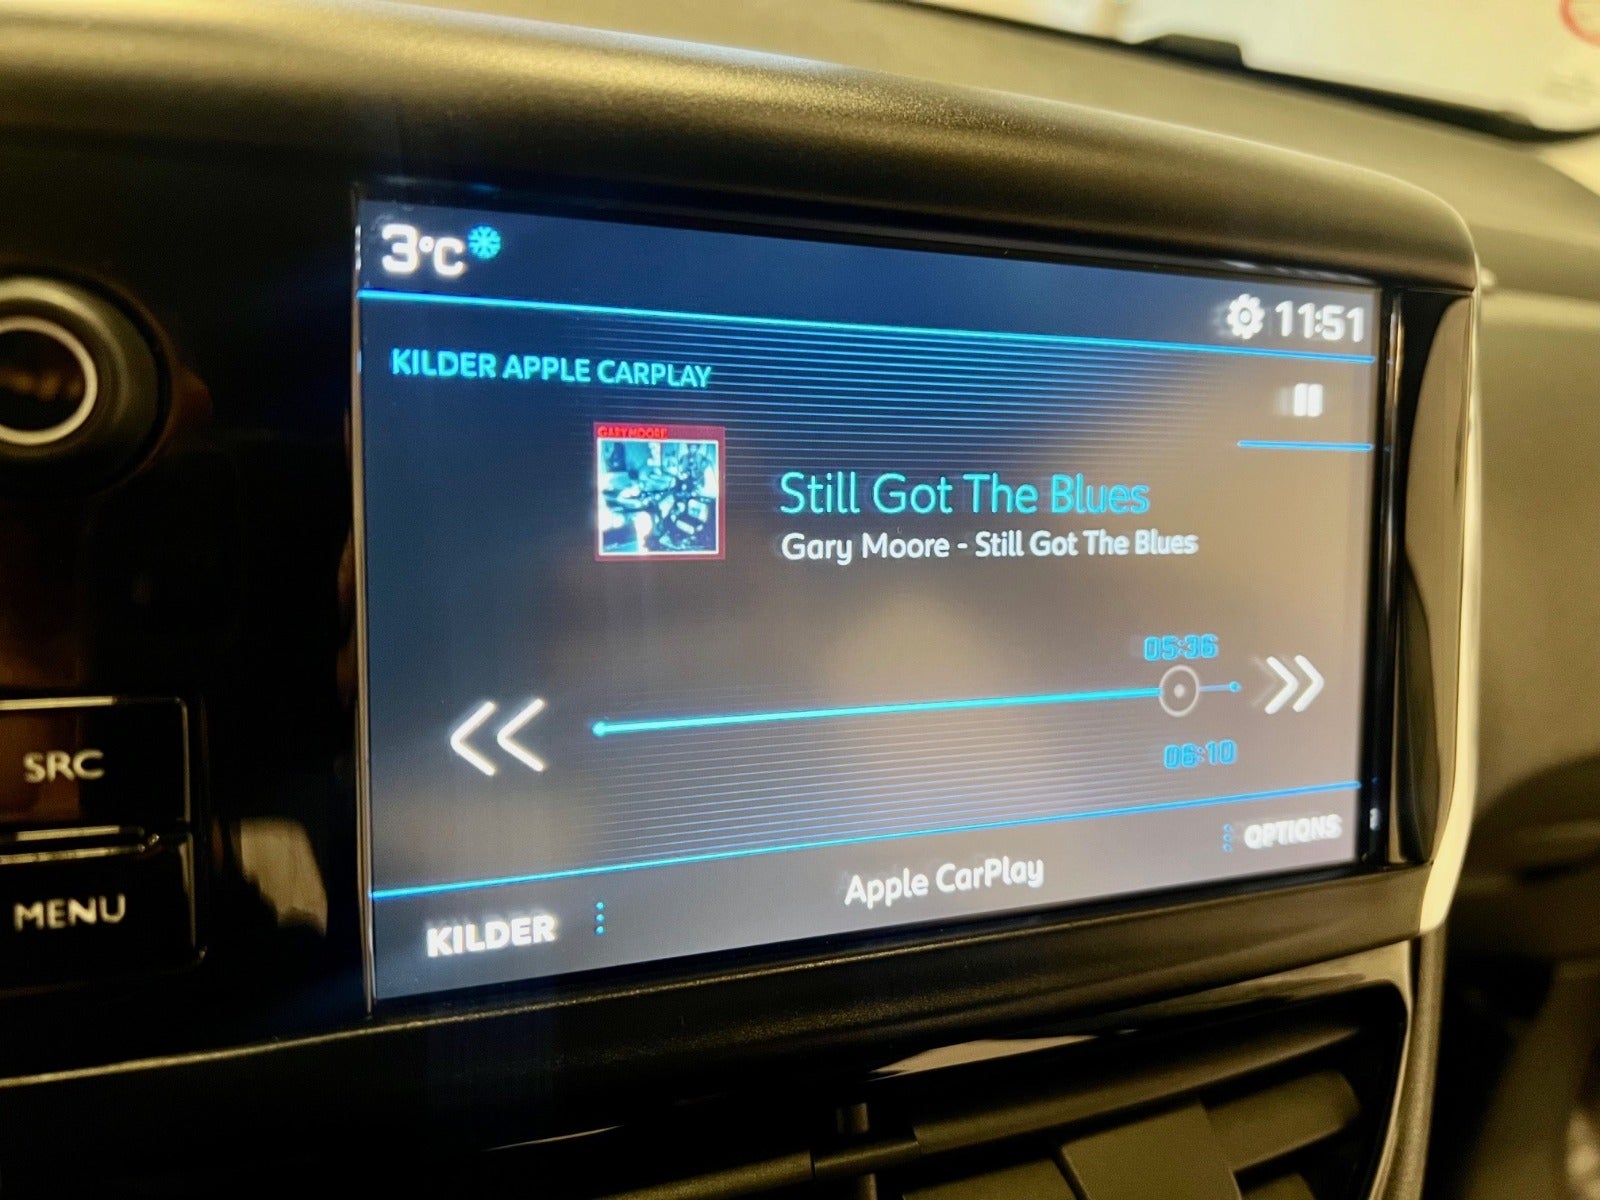 3°C
11:51
KILDER APPLE CARPLAY
GARY MOORE
Still Got The Blues
Gary Moore - Still Got The Blues
05:36
06:10
SRC
MENU
OPTIONS
Apple CarPlay
KILDER